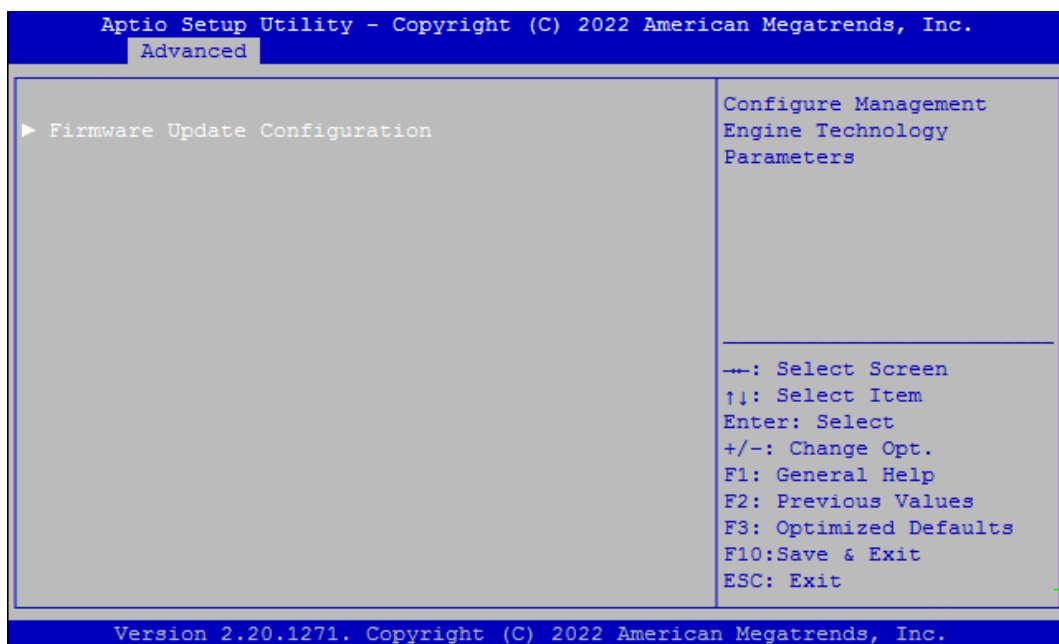 Aptio Setup Utility - Copyright (C) 2022 American Megatrends, Inc.
Advanced
► Firmware Update Configuration
Configure Management
Engine Technology
Parameters
→←: Select Screen
↑↓: Select Item
Enter: Select
+/-: Change Opt.
F1: General Help
F2: Previous Values
F3: Optimized Defaults
F10:Save & Exit
ESC: Exit
Version 2.20.1271. Copyright (C) 2022 American Megatrends, Inc.